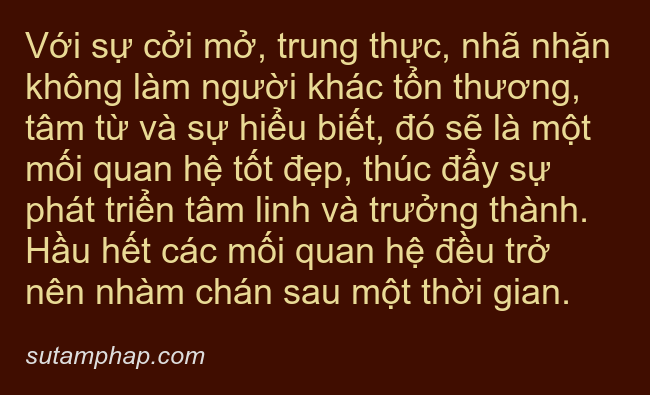 Với sự cởi mở, trung thực, nhã nhặn
không làm người khác tổn thương,
tâm từ và sự hiểu biết, đó sẽ là một
mối quan hệ tốt đẹp, thúc đẩy sự
phát triển tâm linh và trưởng thành.
Hầu hết các mối quan hệ đều trở
nên nhàm chán sau một thời gian.
sutamphap.com